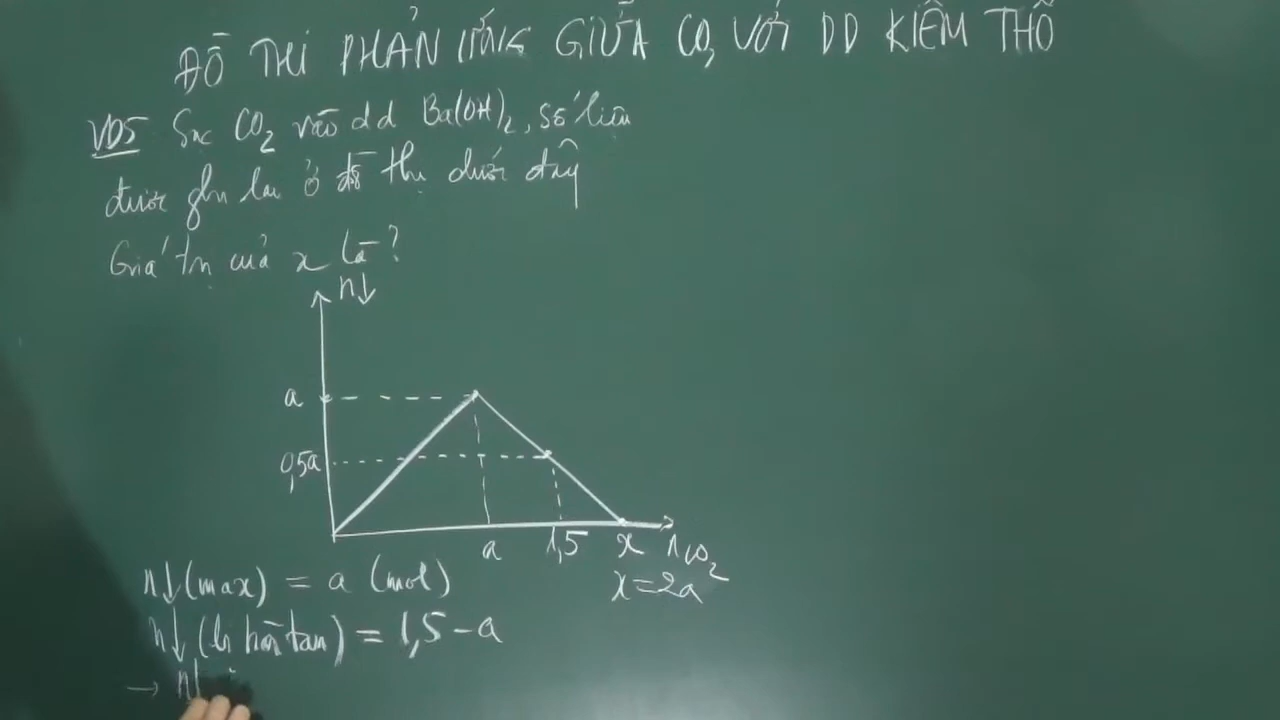 ĐỒ THỊ PHẢN ỨNG GIỮA CO₂ VỚI DD KIỀM THỔ
VD5 Sục CO₂ vào dd Ba(OH)₂, số liệu
được ghi lại ở đồ thị dưới đây
Giá trị của x là?
n↓
a
0,5a
a 1,5 x nCO₂
x=2a
n↓(max) = a (mol)
n↓(bị hòa tan) = 1,5-a
→ n↓